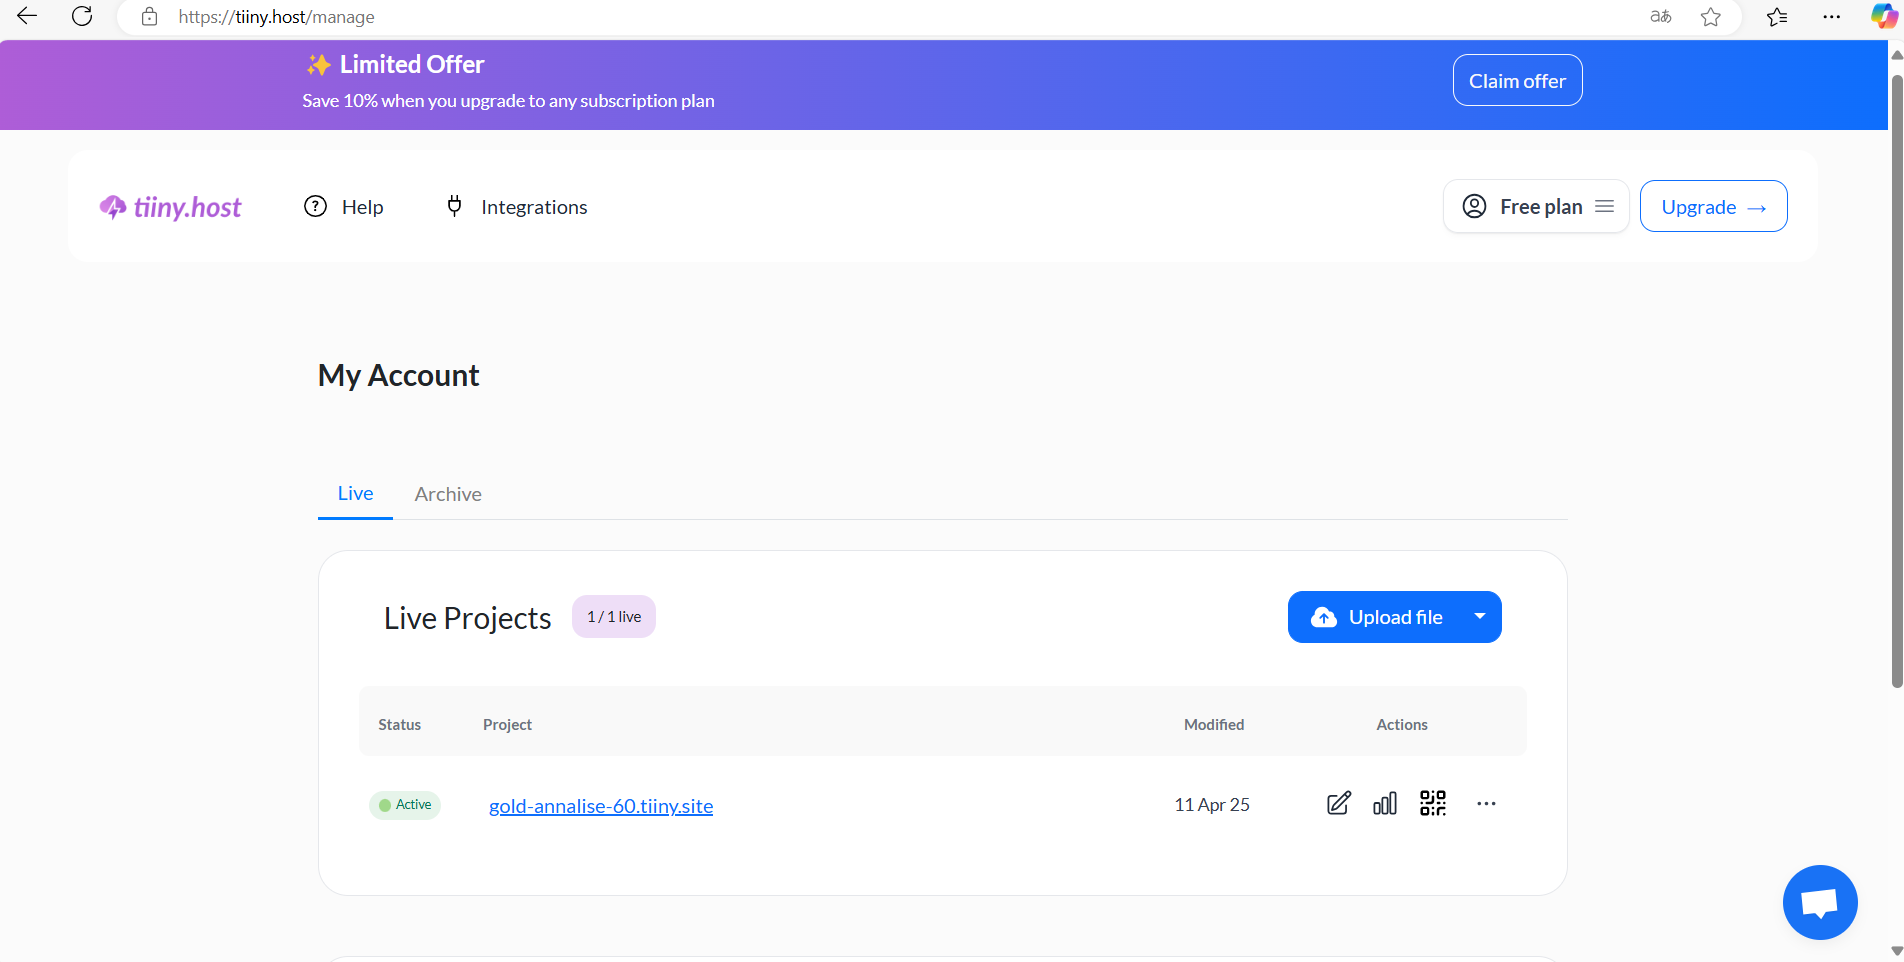 https://tiiny.host/manage
aあ
Limited Offer
Save 10% when you upgrade to any subscription plan
Claim offer
tiiny.host
Help
Integrations
Free plan
Upgrade →
My Account
Live
Archive
Live Projects
1 / 1 live
Upload file
Status Project Modified Actions
Active gold-annalise-60.tiiny.site 11 Apr 25